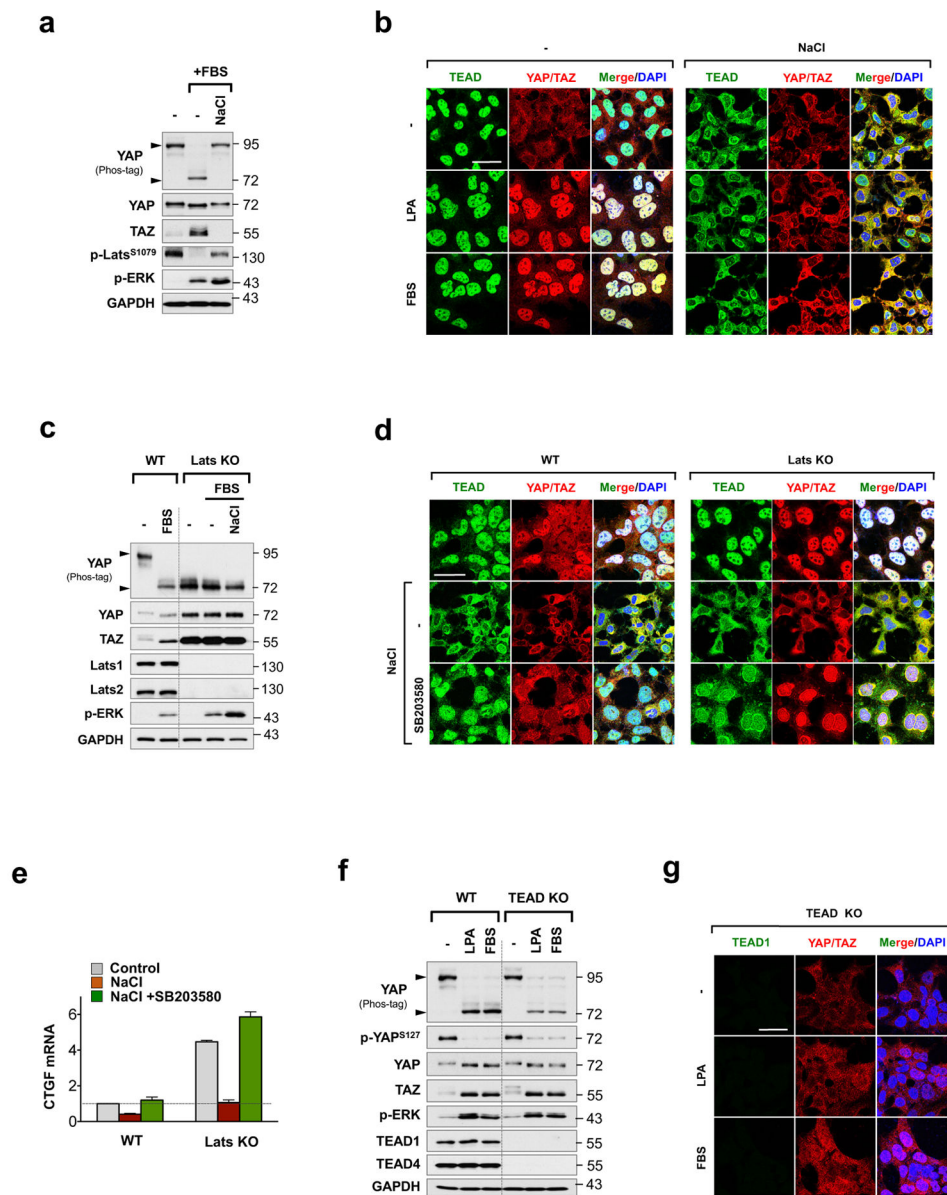 a
+FBS
- - NaCl
YAP
(Phos-tag)
95
72
YAP 72
TAZ 55
p-LatsS1079 130
p-ERK 43
GAPDH 43
b
- NaCl
TEAD YAP/TAZ Merge/DAPI TEAD YAP/TAZ Merge/DAPI
-
LPA
FBS
c
WT Lats KO
FBS
- FBS - - NaCl
YAP
(Phos-tag)
95
72
YAP 72
TAZ 55
Lats1 130
Lats2 130
p-ERK 43
GAPDH 43
d
WT Lats KO
TEAD YAP/TAZ Merge/DAPI TEAD YAP/TAZ Merge/DAPI
NaCl
-
SB203580
e
Control
NaCl
NaCl +SB203580
CTGF mRNA
6
4
2
0
WT Lats KO
f
WT TEAD KO
- LPA FBS - LPA FBS
YAP
(Phos-tag)
95
72
p-YAPS127 72
YAP 72
TAZ 55
p-ERK 43
TEAD1 55
TEAD4 55
GAPDH 43
g
TEAD KO
TEAD1 YAP/TAZ Merge/DAPI
-
LPA
FBS